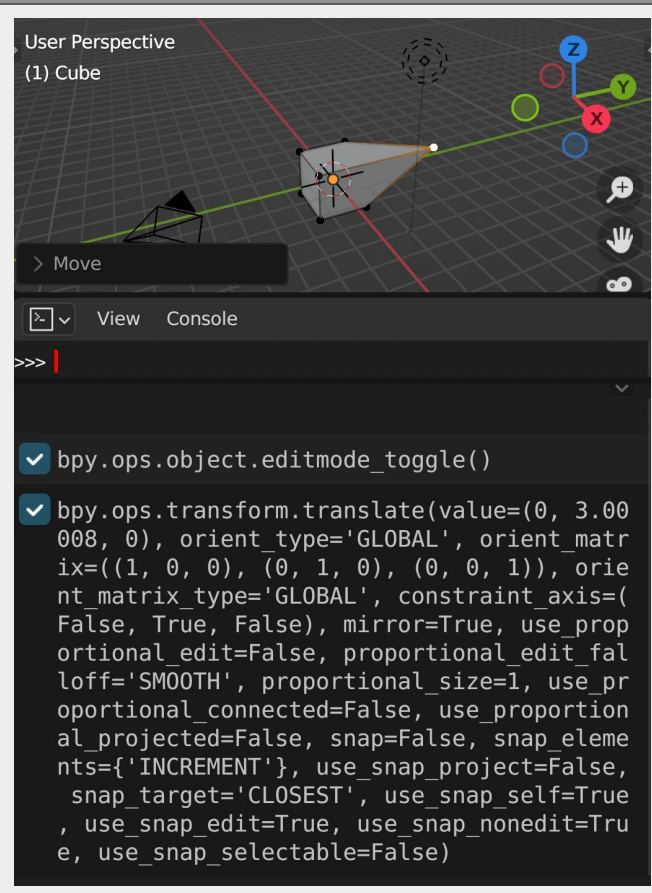 User Perspective
(1) Cube
Z
Y
X
> Move
View Console
>>>
bpy.ops.object.editmode_toggle()
bpy.ops.transform.translate(value=(0, 3.00
008, 0), orient_type='GLOBAL', orient_matr
ix=((1, 0, 0), (0, 1, 0), (0, 0, 1)), orie
nt_matrix_type='GLOBAL', constraint_axis=(
False, True, False), mirror=True, use_prop
ortional_edit=False, proportional_edit_fal
loff='SMOOTH', proportional_size=1, use_pr
oportional_connected=False, use_proportion
al_projected=False, snap=False, snap_eleme
nts={'INCREMENT'}, use_snap_project=False,
 snap_target='CLOSEST', use_snap_self=True
, use_snap_edit=True, use_snap_nonedit=Tru
e, use_snap_selectable=False)